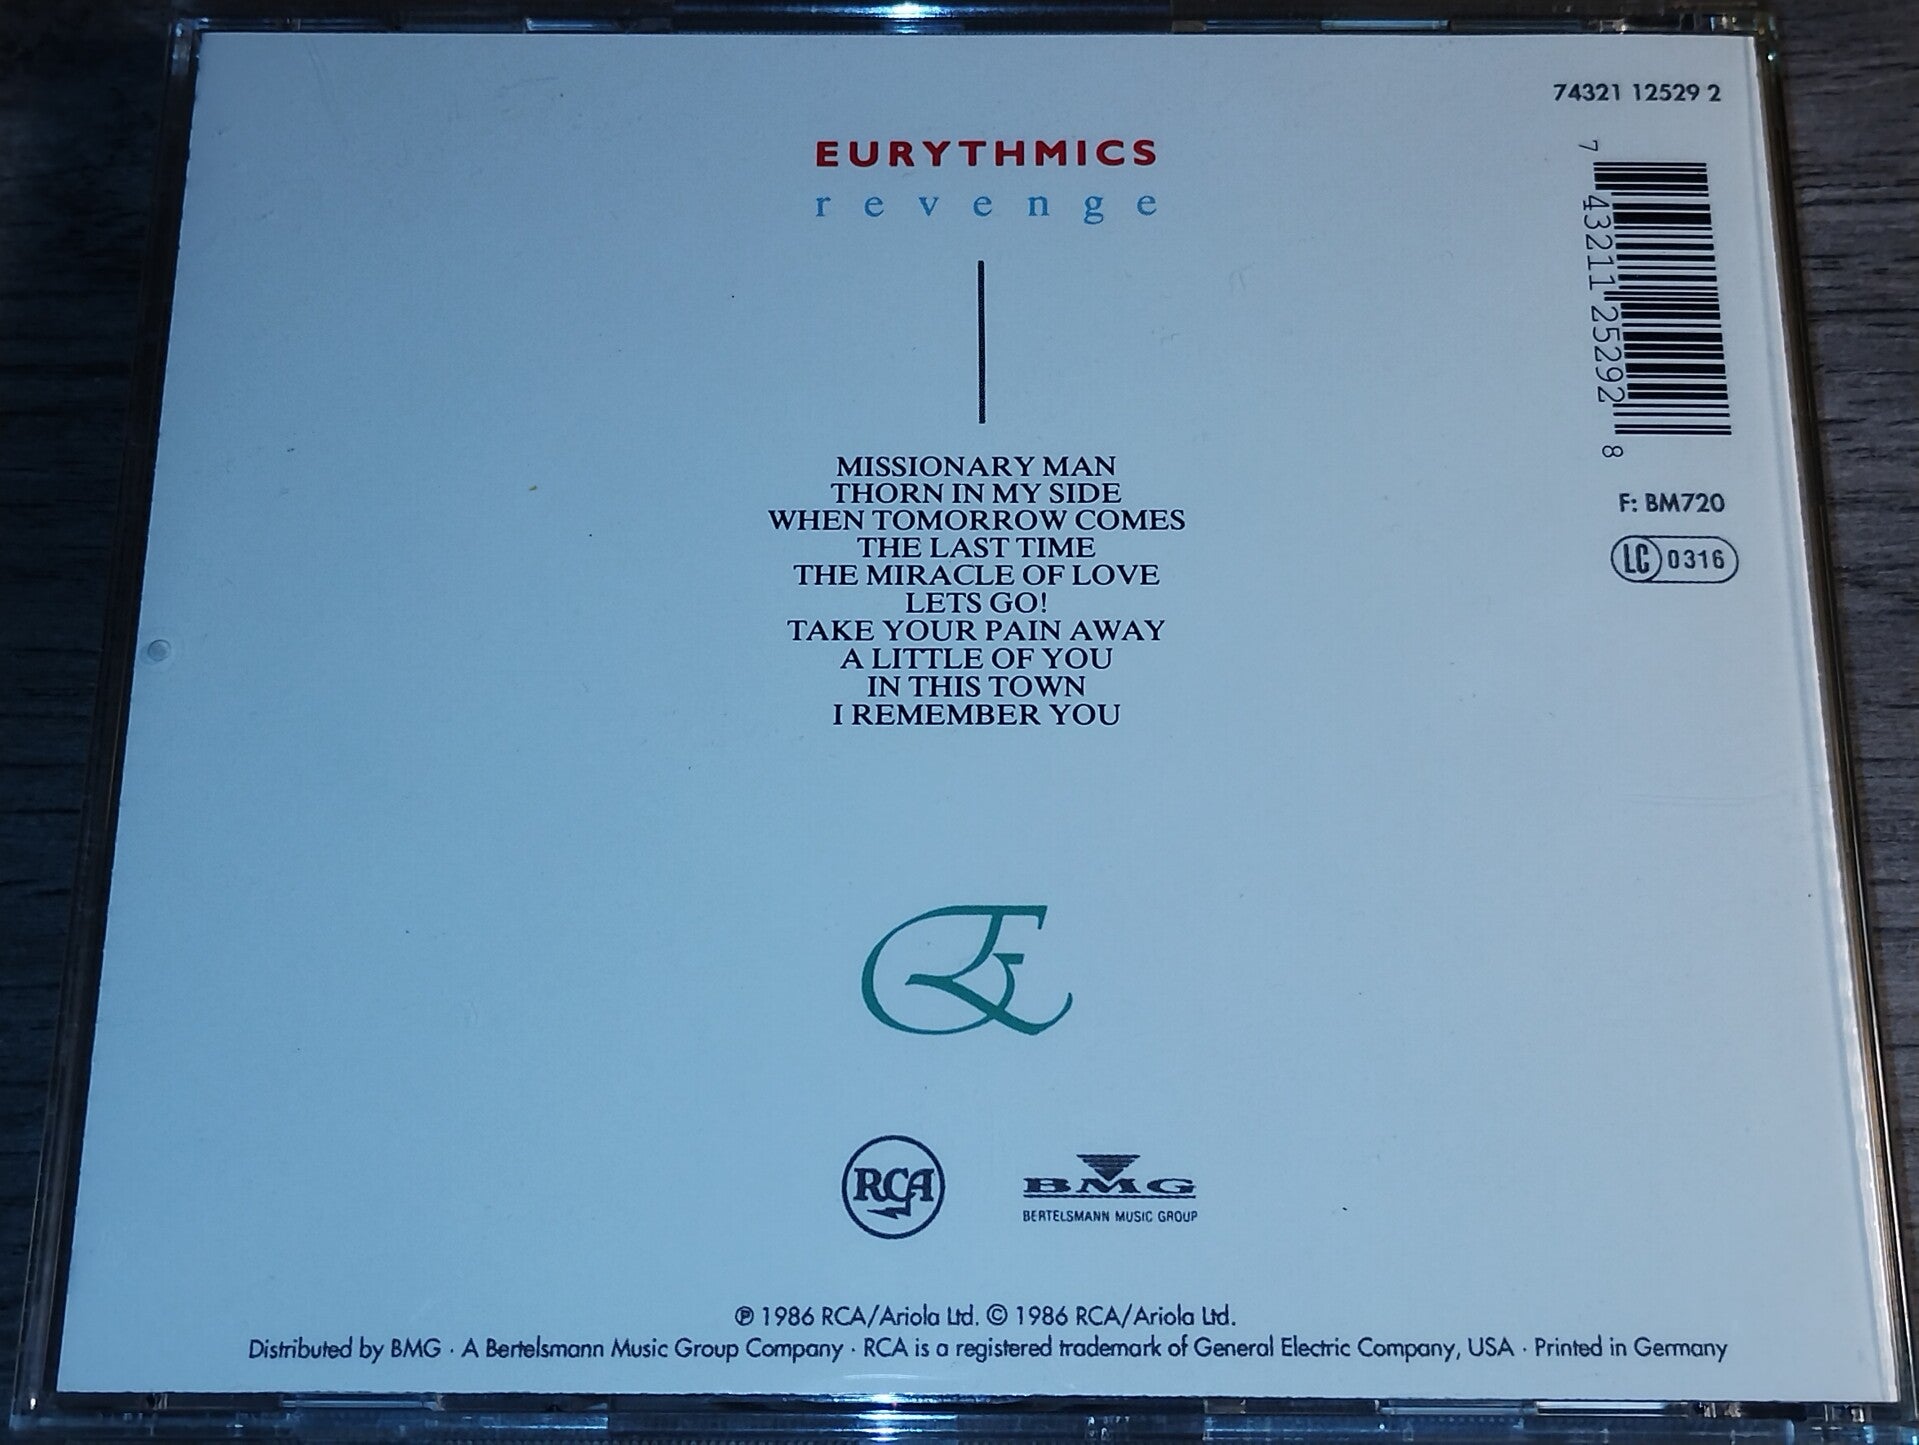 74321 12529 2
EURYTHMICS
revenge
7 43211 25292 8
MISSIONARY MAN
THORN IN MY SIDE
WHEN TOMORROW COMES
THE LAST TIME
THE MIRACLE OF LOVE
LETS GO!
TAKE YOUR PAIN AWAY
A LITTLE OF YOU
IN THIS TOWN
I REMEMBER YOU
F: BM720
LC 0316
E
RCA
BMG
BERTELSMANN MUSIC GROUP
℗ 1986 RCA/Ariola Ltd. © 1986 RCA/Ariola Ltd.
Distributed by BMG · A Bertelsmann Music Group Company · RCA is a registered trademark of General Electric Company, USA · Printed in Germany